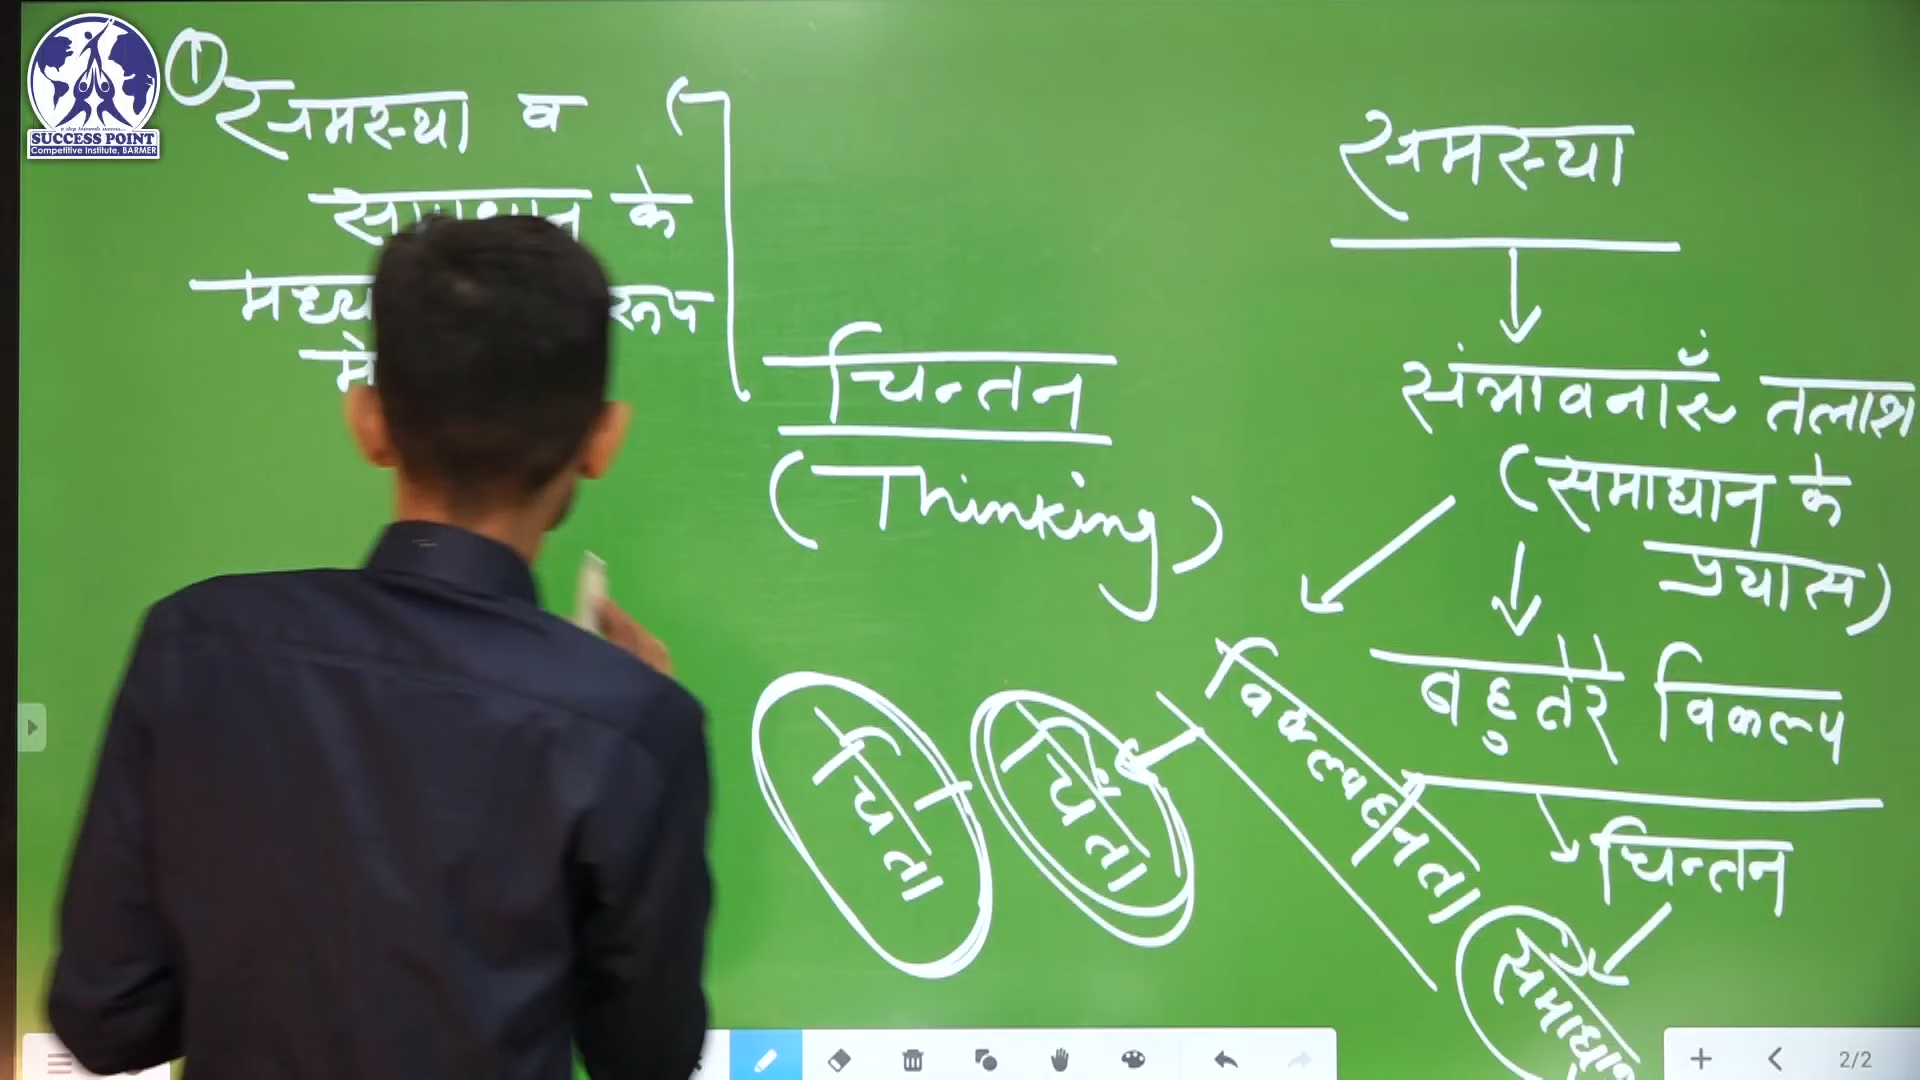 SUCCESS POINT
Competitive Institute, BARMER
①
समस्या व
समाधान के
मध्य रूप
में
चिन्तन
(Thinking)
चिता
चिंता
समस्या
संभावनाएँ तलाश
(समाधान के
प्रयास)
विकल्पहीनता
बहुतेरे विकल्प
चिन्तन
समाधान
2/2